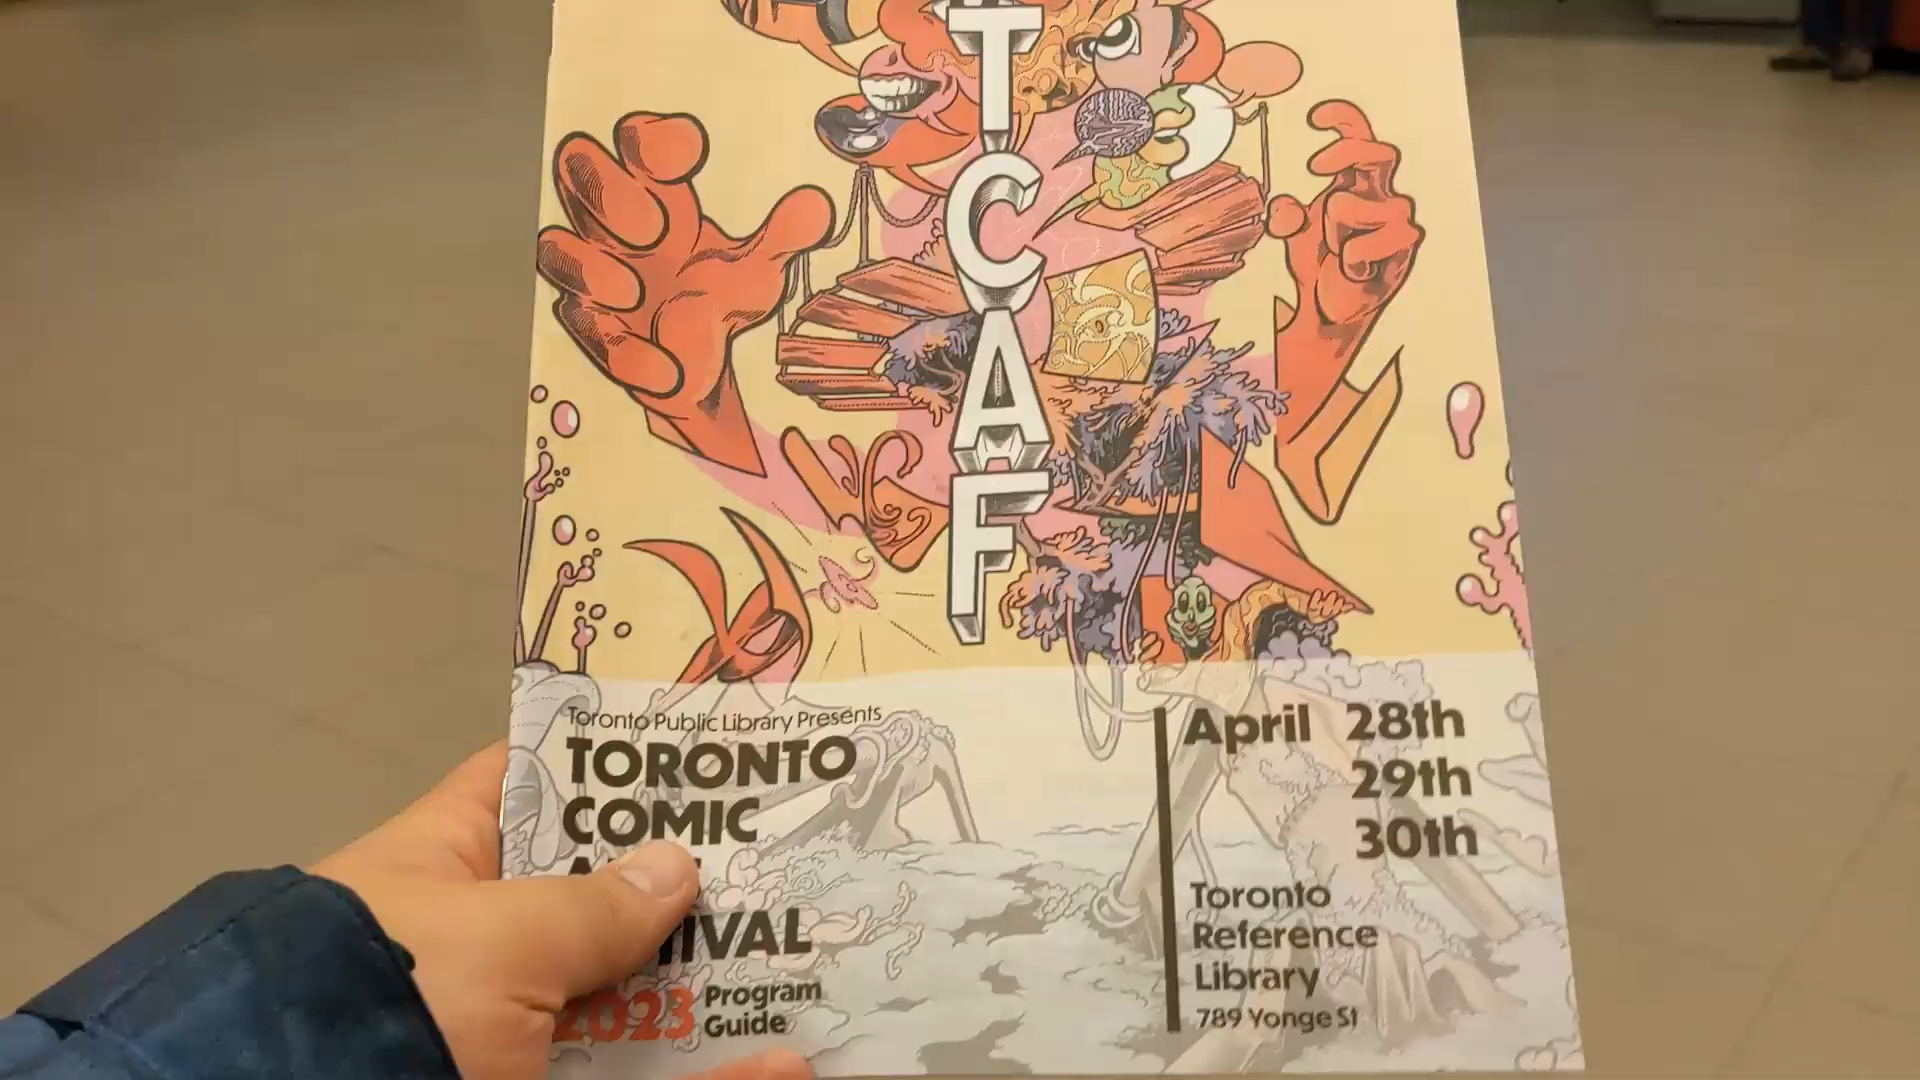 TCAF
Toronto Public Library Presents
TORONTO
COMIC
2023 Program
Guide
April 28th
29th
30th
Toronto
Reference
Library
789 Yonge St